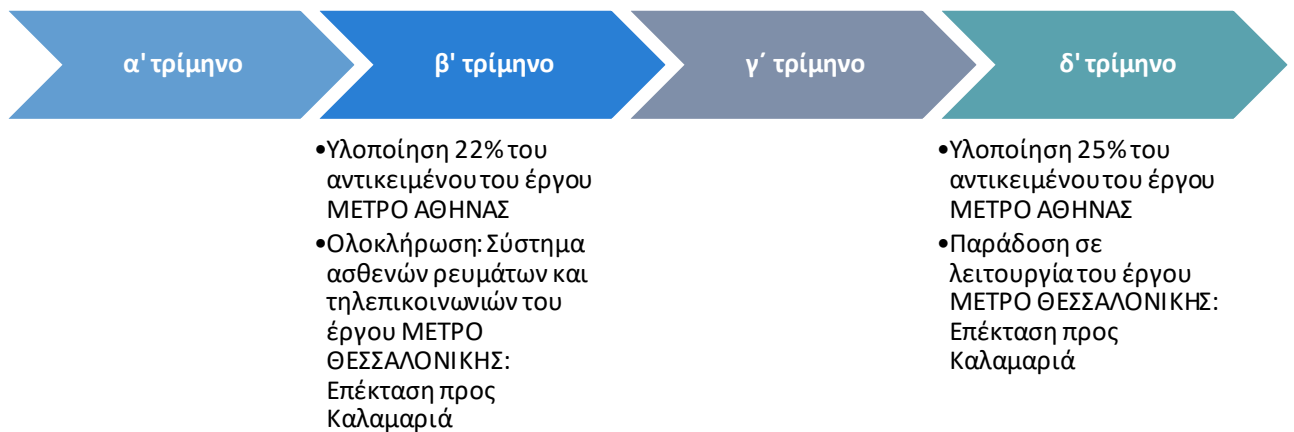 α' τρίμηνο
β' τρίμηνο
γ΄ τρίμηνο
δ' τρίμηνο
•Υλοποίηση 22% του
αντικειμένου του έργου
ΜΕΤΡΟ ΑΘΗΝΑΣ
•Ολοκλήρωση: Σύστημα
ασθενών ρευμάτων και
τηλεπικοινωνιών του
έργου ΜΕΤΡΟ
ΘΕΣΣΑΛΟΝΙΚΗΣ:
Επέκταση προς
Καλαμαριά
•Υλοποίηση 25% του
αντικειμένου του έργου
ΜΕΤΡΟ ΑΘΗΝΑΣ
•Παράδοση σε
λειτουργία του έργου
ΜΕΤΡΟ ΘΕΣΣΑΛΟΝΙΚΗΣ:
Επέκταση προς
Καλαμαριά